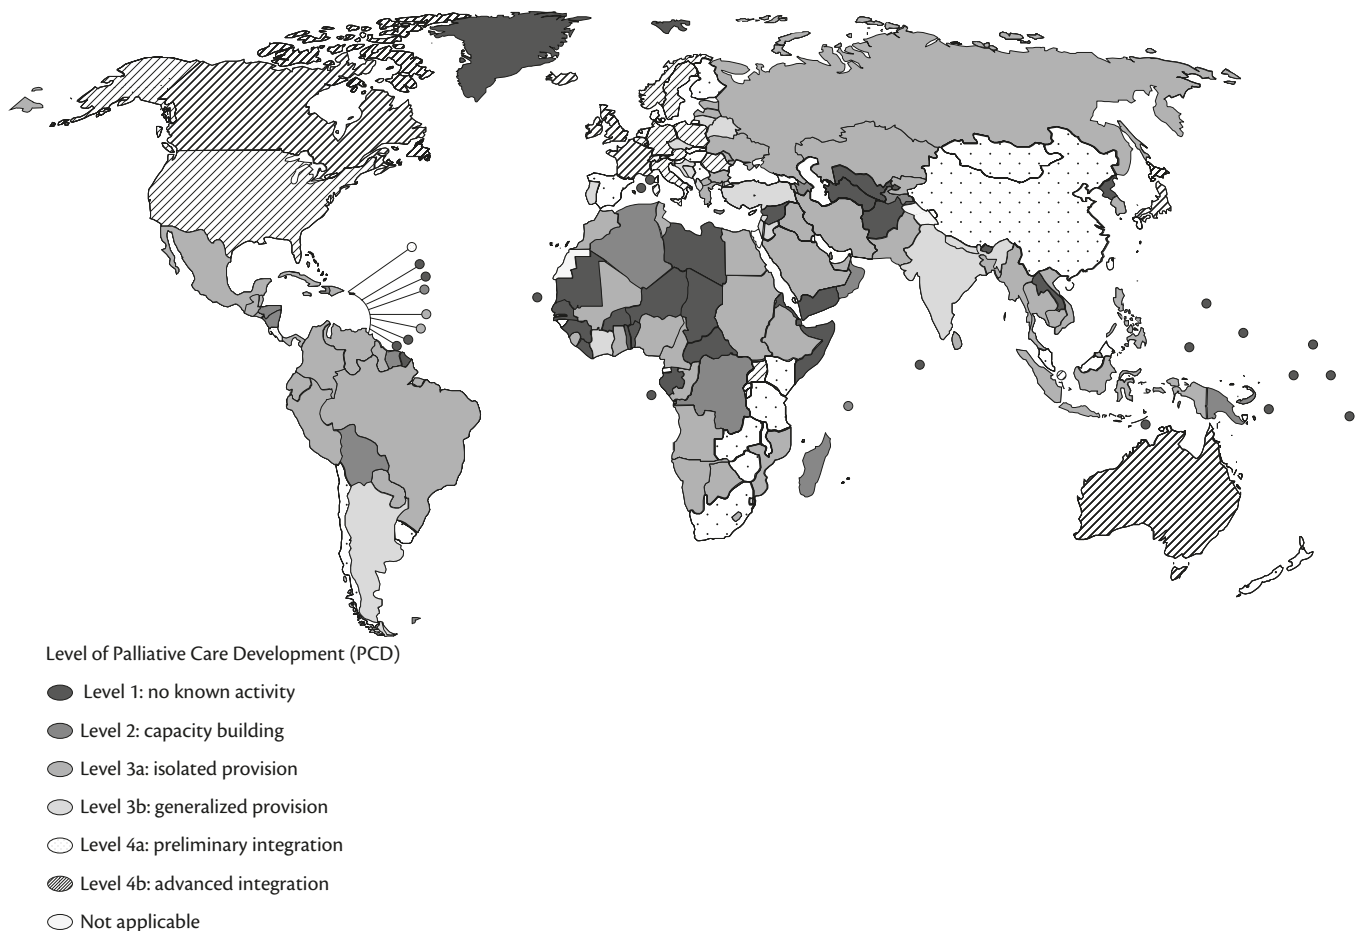 Level of Palliative Care Development (PCD)
Level 1: no known activity
Level 2: capacity building
Level 3a: isolated provision
Level 3b: generalized provision
Level 4a: preliminary integration
Level 4b: advanced integration
Not applicable